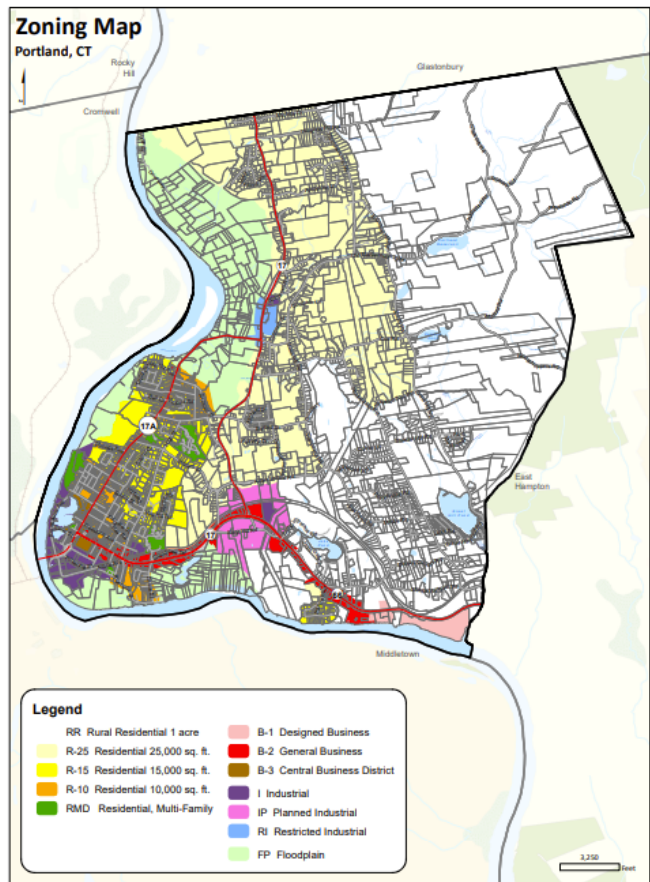 Zoning Map
Portland, CT
Rocky
Hill
Glastonbury
Cromwell
17
17A
17
66
East
Hampton
Middletown
Legend
RR Rural Residential 1 acre
R-25 Residential 25,000 sq. ft.
R-15 Residential 15,000 sq. ft.
R-10 Residential 10,000 sq. ft.
RMD Residential, Multi-Family
B-1 Designed Business
B-2 General Business
B-3 Central Business District
I Industrial
IP Planned Industrial
RI Restricted Industrial
FP Floodplain
3,250
Feet